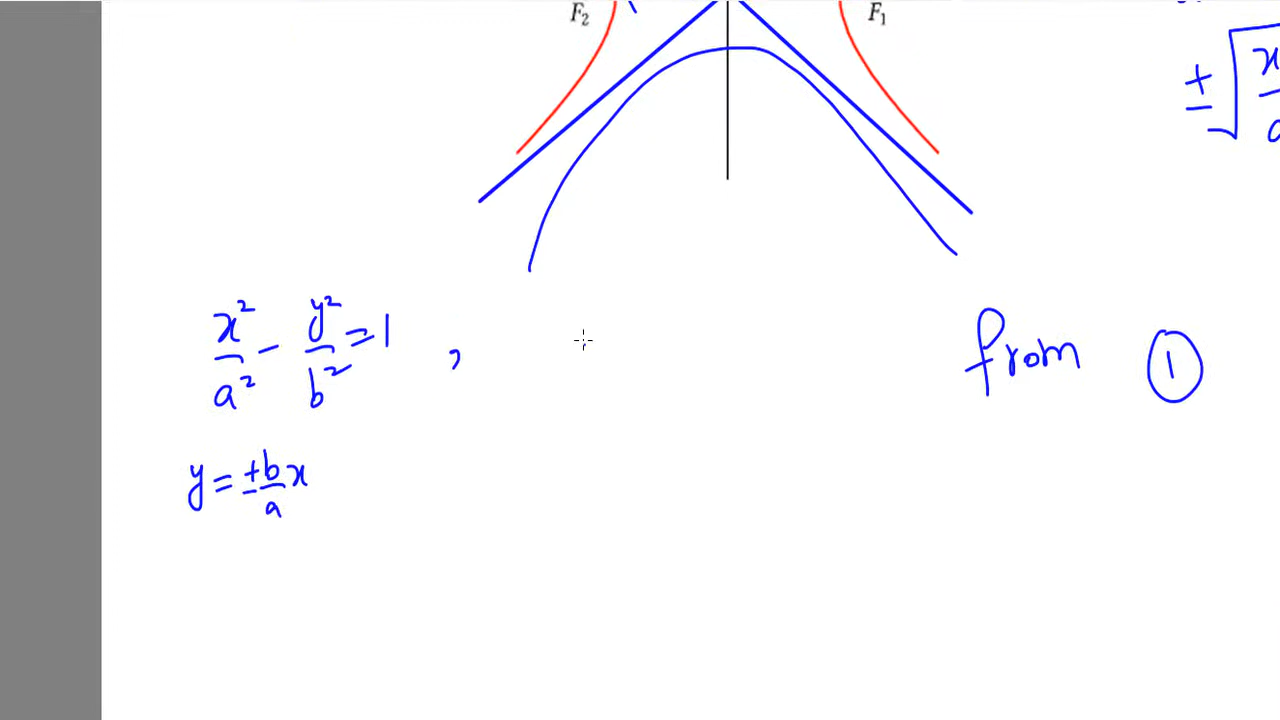 F₂ F₁
± √ x/a
x²/a² − y²/b² = 1 , from ①
y = ±b/a x